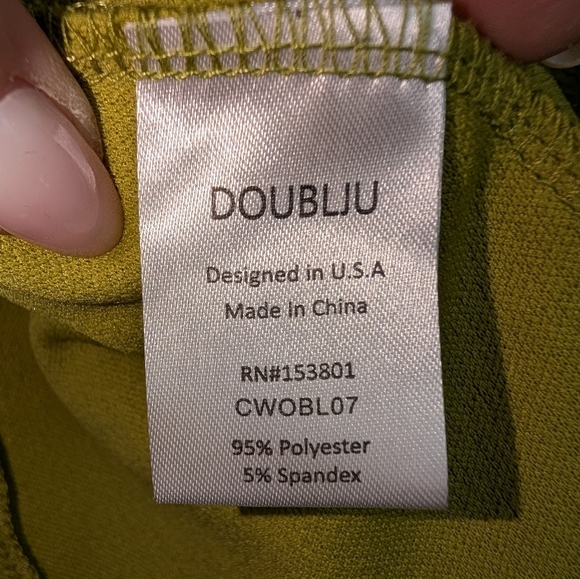 DOUBLJU
Designed in U.S.A
Made In China
RN#153801
CWOBL07
95% Polyester
5% Spandex